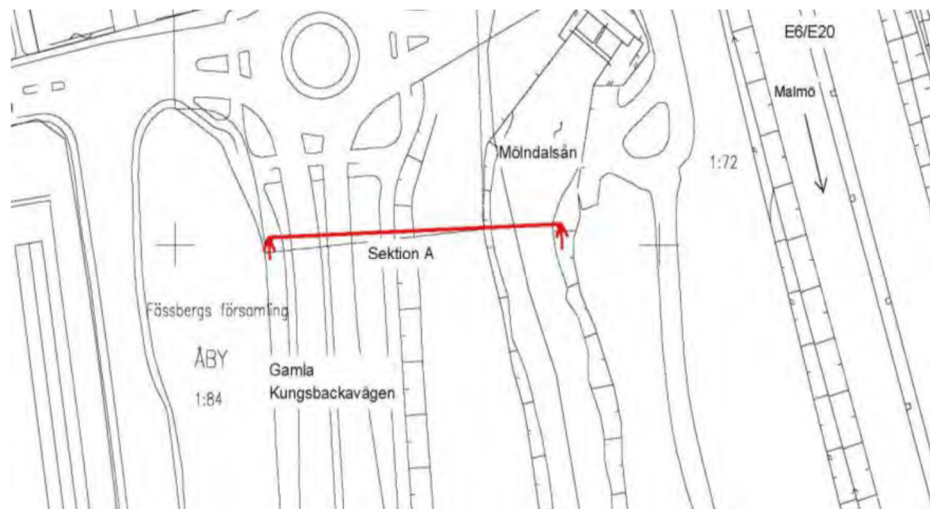 E6/E20
Malmö
Mölndalsån
1:72
Sektion A
Fässbergs församling
ÅBY
1:84
Gamla
Kungsbackavägen